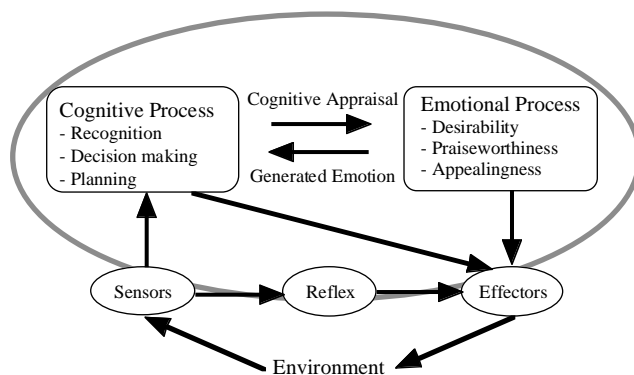 Cognitive Process
- Recognition
- Decision making
- Planning
Cognitive Appraisal
Generated Emotion
Emotional Process
- Desirability
- Praiseworthiness
- Appealingness
Sensors
Reflex
Effectors
Environment